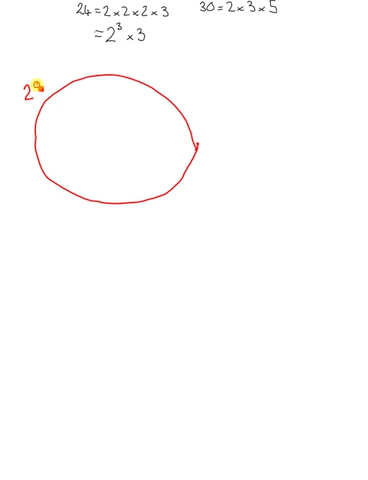 24 = 2 × 2 × 2 × 3
30 = 2 × 3 × 5
= 2³ × 3
2